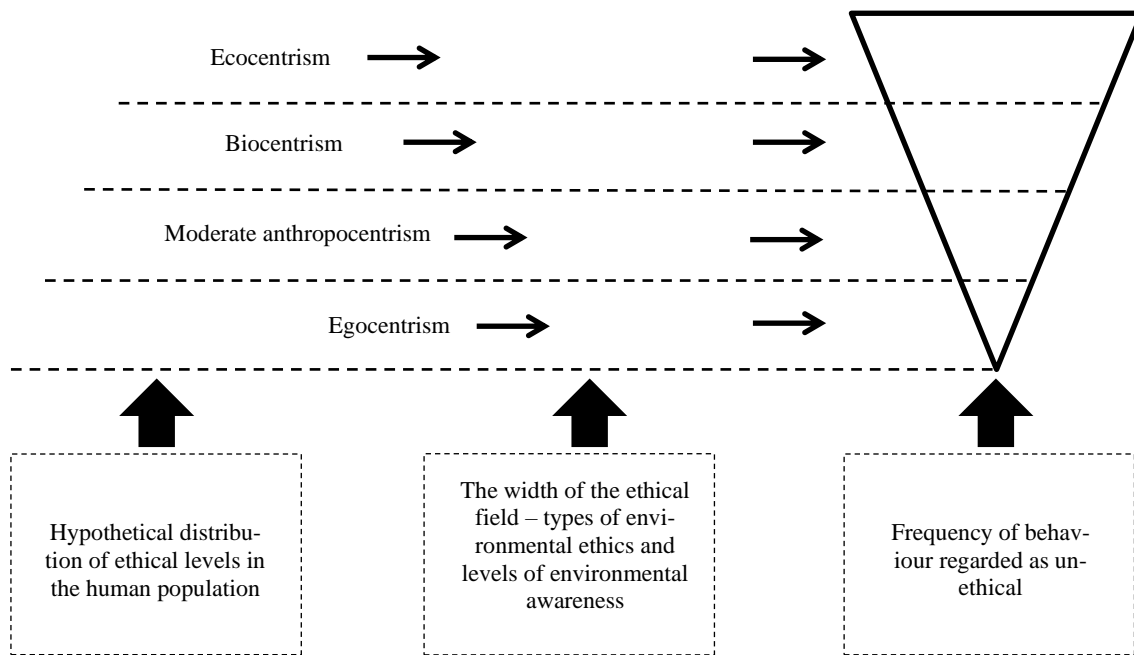 Ecocentrism
Biocentrism
Moderate anthropocentrism
Egocentrism
Hypothetical distribu-
tion of ethical levels in
the human population
The width of the ethical
field – types of envi-
ronmental ethics and
levels of environmental
awareness
Frequency of behav-
iour regarded as un-
ethical